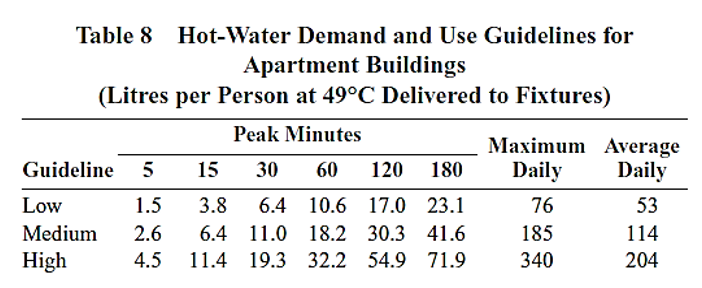 Table 8 Hot-Water Demand and Use Guidelines for
Apartment Buildings
(Litres per Person at 49°C Delivered to Fixtures)
Peak Minutes
Maximum Average
Guideline 5 15 30 60 120 180 Daily Daily
Low 1.5 3.8 6.4 10.6 17.0 23.1 76 53
Medium 2.6 6.4 11.0 18.2 30.3 41.6 185 114
High 4.5 11.4 19.3 32.2 54.9 71.9 340 204